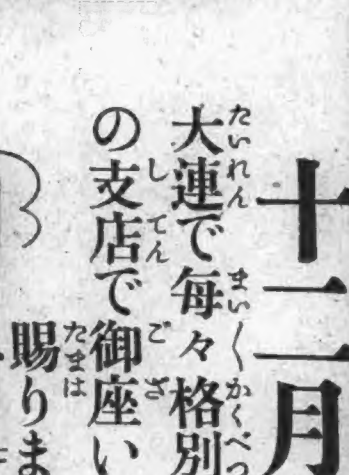 十二月
大連で毎々格別
の支店で御座い
賜りま